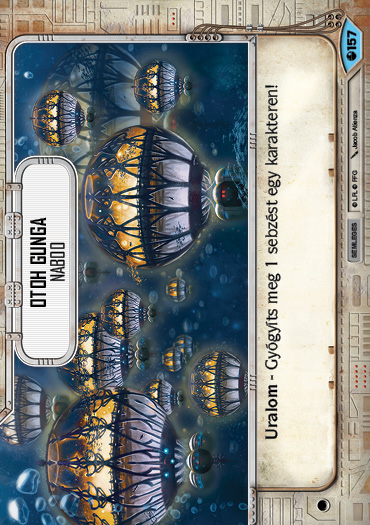 OTOH GUNGA
NABOO
Uralom - Gyógyíts meg 1 sebzést egy karakteren!
SEMLEGES
© LFL © FFG
Jacob Atienza
157